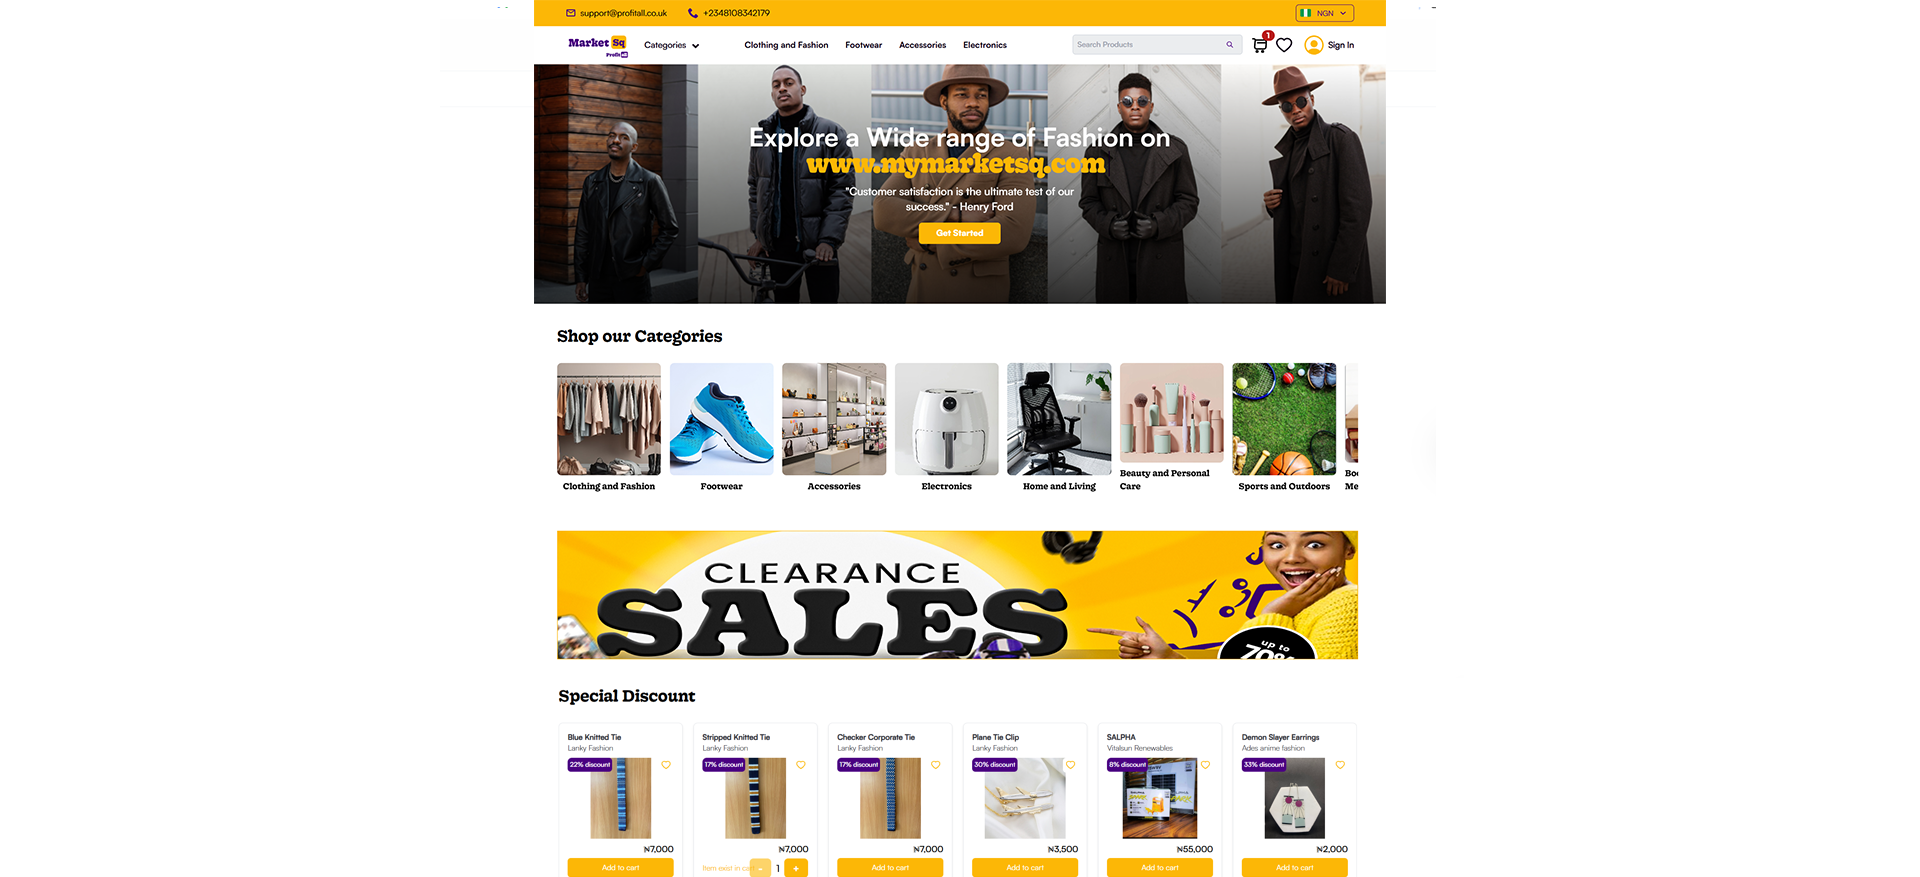 support@profitall.co.uk
+2348108342179
NGN
Market Sq
Profit all
Categories
Clothing and Fashion
Footwear
Accessories
Electronics
Search Products
1
Sign In
Explore a Wide range of Fashion on
www.mymarketsq.com
"Customer satisfaction is the ultimate test of our
success." - Henry Ford
Get Started
Shop our Categories
Clothing and Fashion
Footwear
Accessories
Electronics
Home and Living
Beauty and Personal
Care
Sports and Outdoors
Boo
Me
CLEARANCE
SALES
up to
70%
Special Discount
Blue Knitted Tie
Lanky Fashion
22% discount
₦7,000
Add to cart
Stripped Knitted Tie
Lanky Fashion
17% discount
₦7,000
Item exist in cart
- 1 +
Checker Corporate Tie
Lanky Fashion
17% discount
₦7,000
Add to cart
Plane Tie Clip
Lanky Fashion
30% discount
₦3,500
Add to cart
SALPHA
Vitalsun Renewables
8% discount
SALPHA
₦55,000
Add to cart
Demon Slayer Earrings
Ades anime fashion
33% discount
₦2,000
Add to cart